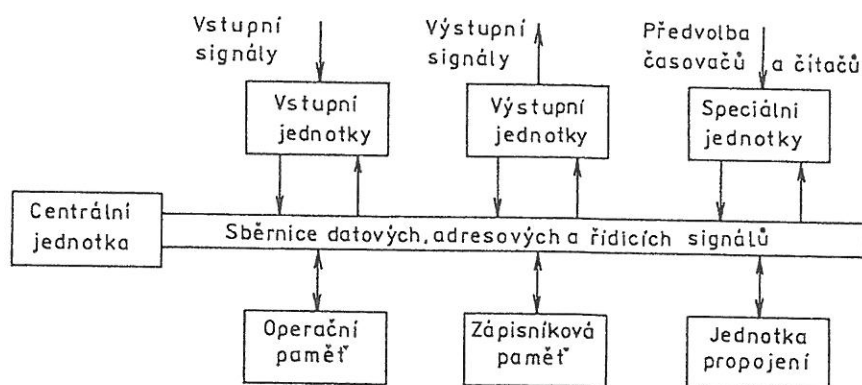 Vstupní
signály
Výstupní
signály
Předvolba
časovačů a čítačů
Vstupní
jednotky
Výstupní
jednotky
Speciální
jednotky
Centrální
jednotka
Sběrnice datových, adresových a řídicích signálů
Operační
paměť
Zápisníková
paměť
Jednotka
propojení